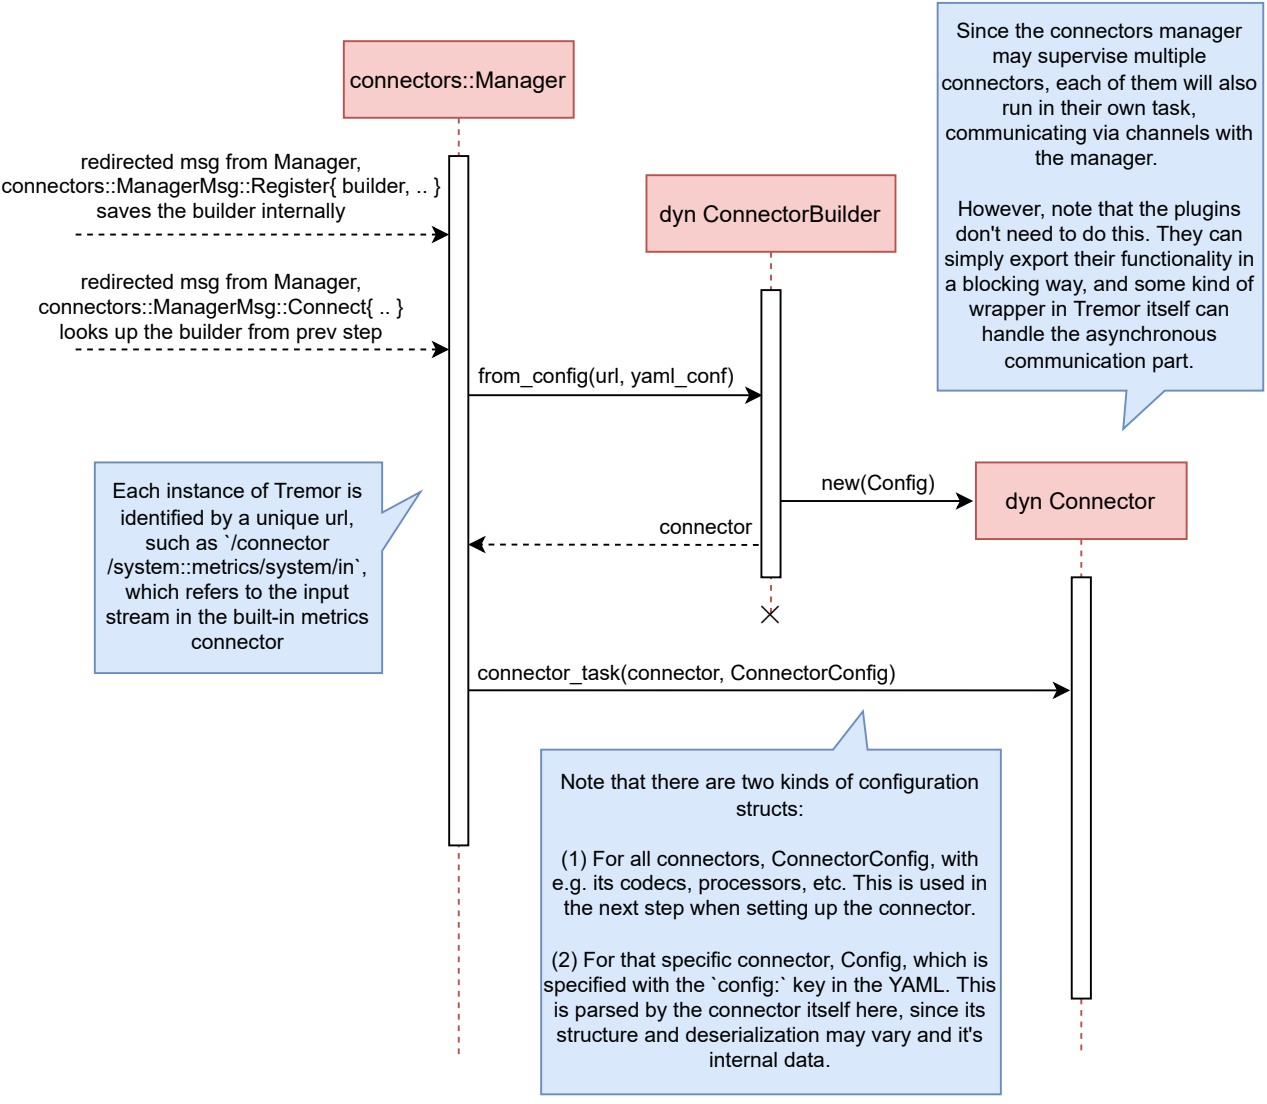 connectors::Manager
redirected msg from Manager,
connectors::ManagerMsg::Register{ builder, .. }
saves the builder internally
redirected msg from Manager,
connectors::ManagerMsg::Connect{ .. }
looks up the builder from prev step
dyn ConnectorBuilder
Since the connectors manager
may supervise multiple
connectors, each of them will also
run in their own task,
communicating via channels with
the manager.
However, note that the plugins
don't need to do this. They can
simply export their functionality in
a blocking way, and some kind of
wrapper in Tremor itself can
handle the asynchronous
communication part.
from_config(url, yaml_conf)
new(Config)
dyn Connector
connector
Each instance of Tremor is
identified by a unique url,
such as `/connector
/system::metrics/system/in`,
which refers to the input
stream in the built-in metrics
connector
connector_task(connector, ConnectorConfig)
Note that there are two kinds of configuration
structs:
(1) For all connectors, ConnectorConfig, with
e.g. its codecs, processors, etc. This is used in
the next step when setting up the connector.
(2) For that specific connector, Config, which is
specified with the `config:` key in the YAML. This
is parsed by the connector itself here, since its
structure and deserialization may vary and it's
internal data.